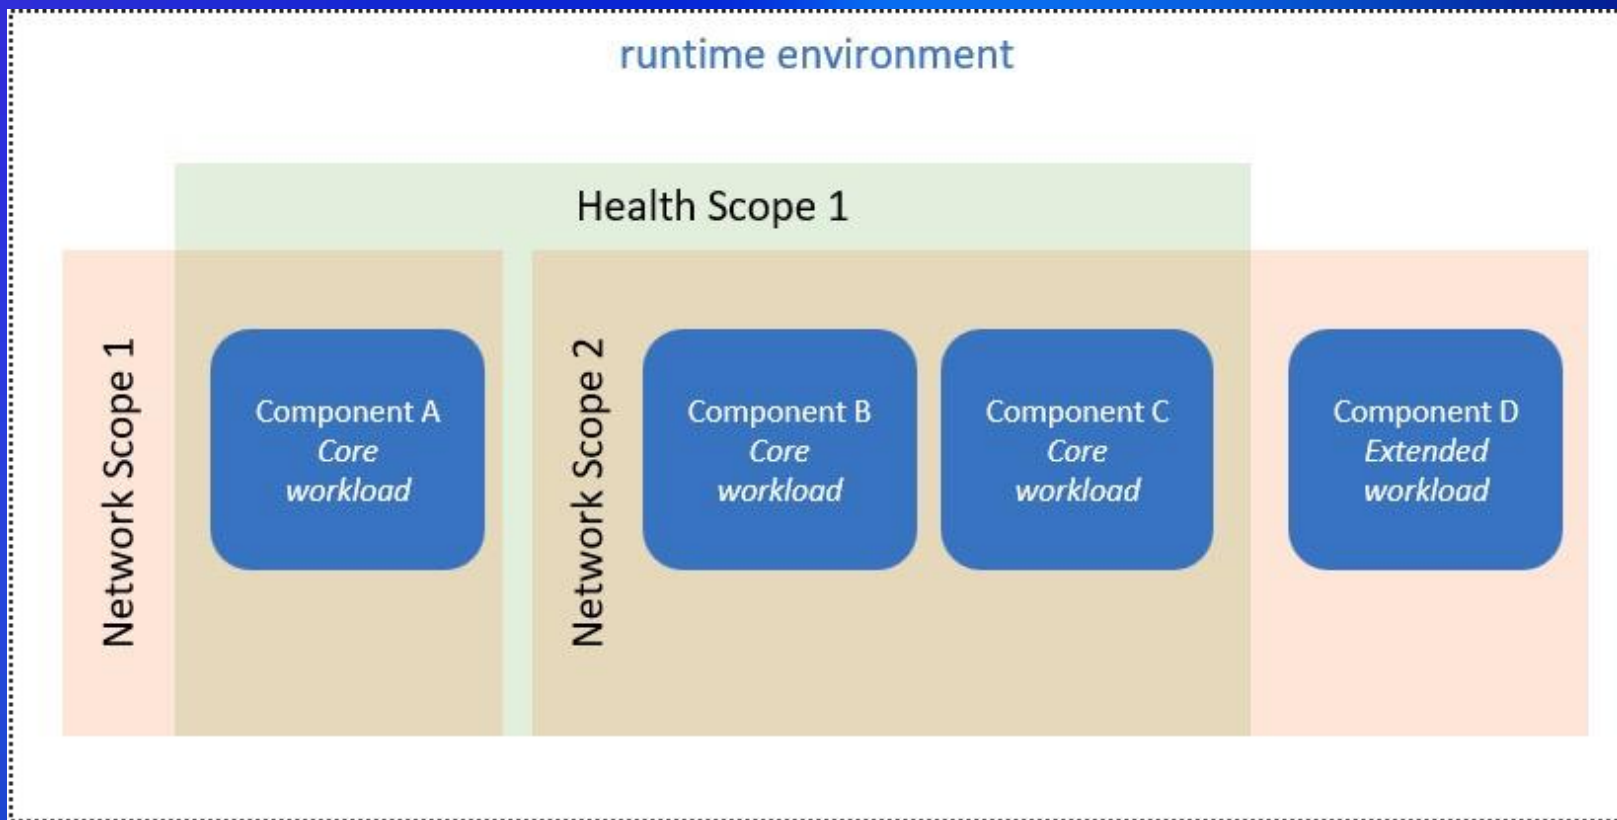 runtime environment
Health Scope 1
Network Scope 1
Component A
Core
workload
Network Scope 2
Component B
Core
workload
Component C
Core
workload
Component D
Extended
workload